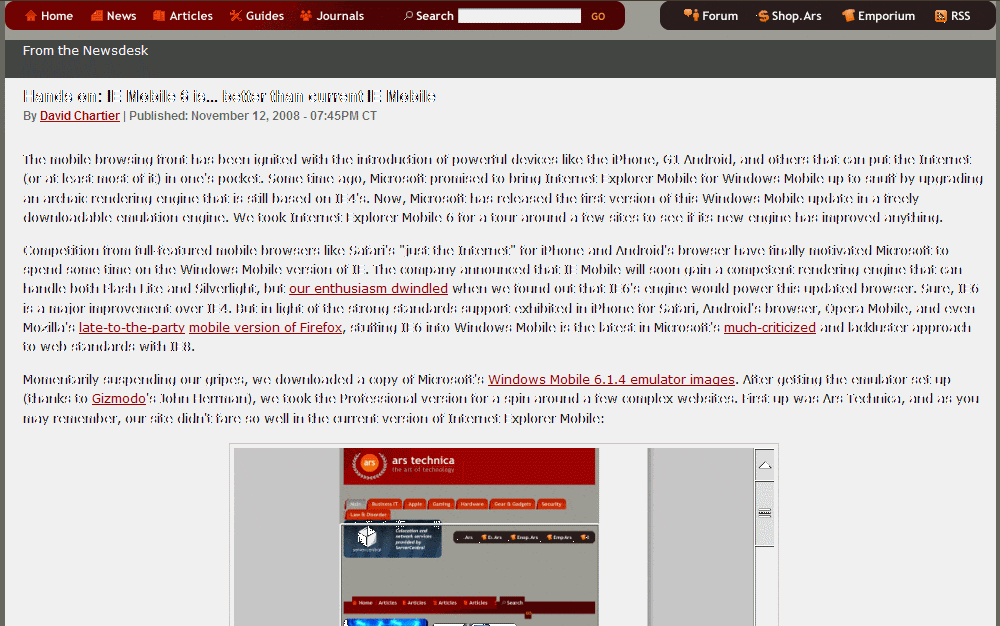 Home News Articles Guides Journals Search GO Forum Shop.Ars Emporium RSS
From the Newsdesk
Hands on: IE Mobile 6 is... better than current IE Mobile
By David Chartier | Published: November 12, 2008 - 07:45PM CT
The mobile browsing front has been ignited with the introduction of powerful devices like the iPhone, G1 Android, and others that can put the Internet
(or at least most of it) in one's pocket. Some time ago, Microsoft promised to bring Internet Explorer Mobile for Windows Mobile up to snuff by upgrading
an archaic rendering engine that is still based on IE4's. Now, Microsoft has released the first version of this Windows Mobile update in a freely
downloadable emulation engine. We took Internet Explorer Mobile 6 for a tour around a few sites to see if its new engine has improved anything.
Competition from full-featured mobile browsers like Safari's "just the Internet" for iPhone and Android's browser have finally motivated Microsoft to
spend some time on the Windows Mobile version of IE. The company announced that IE Mobile will soon gain a competent rendering engine that can
handle both Flash Lite and Silverlight, but our enthusiasm dwindled when we found out that IE6's engine would power this updated browser. Sure, IE6
is a major improvement over IE4. But in light of the strong standards support exhibited in iPhone for Safari, Android's browser, Opera Mobile, and even
Mozilla's late-to-the-party mobile version of Firefox, stuffing IE6 into Windows Mobile is the latest in Microsoft's much-criticized and lackluster approach
to web standards with IE8.
Momentarily suspending our gripes, we downloaded a copy of Microsoft's Windows Mobile 6.1.4 emulator images. After getting the emulator set up
(thanks to Gizmodo's John Herrman), we took the Professional version for a spin around a few complex websites. First up was Ars Technica, and as you
may remember, our site didn't fare so well in the current version of Internet Explorer Mobile:
ars ars technica
the art of technology
Business IT Apple Gaming Hardware Gear & Gadgets Security
Law & Disorder
Colocation and
network services
provided by
ServerCentral
servercentral
Home Articles Articles Articles Articles Search